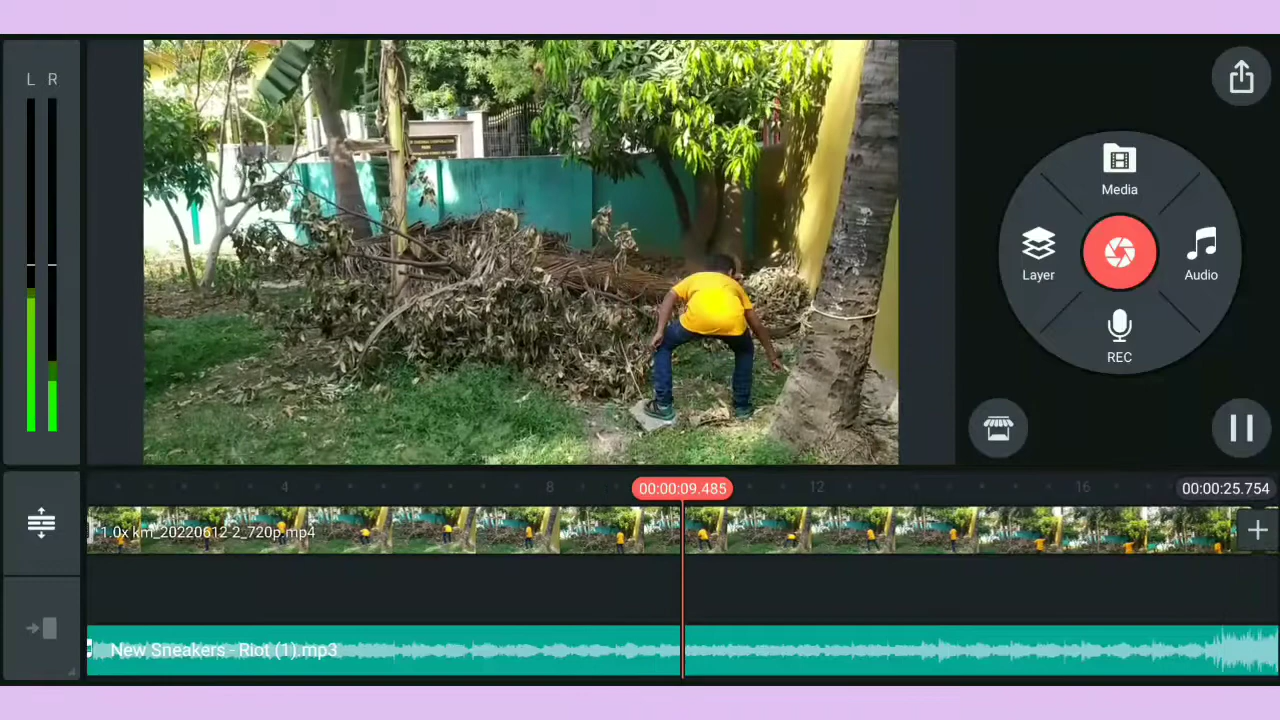 L R
Media
Layer
Audio
REC
4
8
00:00:09.485
12
16
00:00:25.754
1.0x km_20220612-2_720p.mp4
New Sneakers - Riot (1).mp3